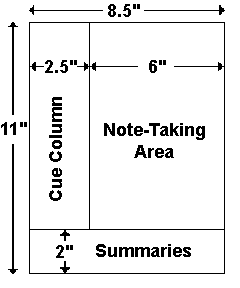 8.5"
2.5"
6"
11"
Cue Column
Note-Taking
Area
2"
Summaries